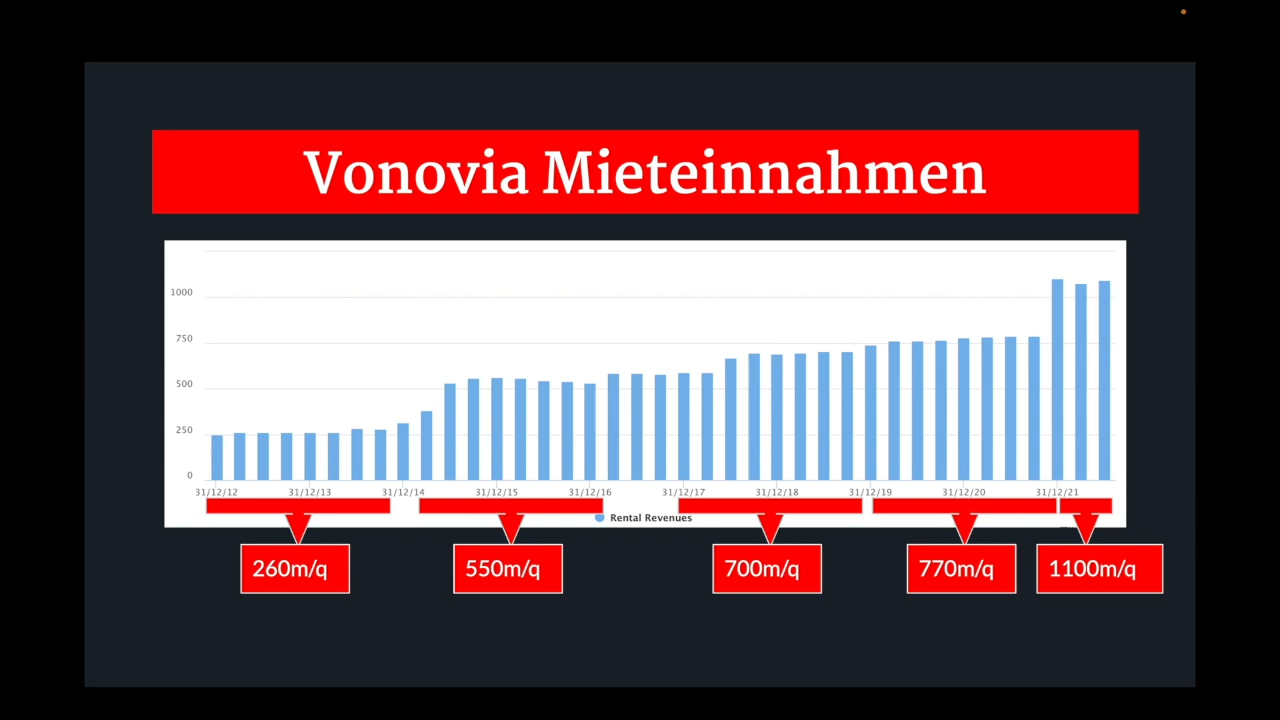 Vonovia Mieteinnahmen
1000
750
500
250
0
31/12/12 31/12/13 31/12/14 31/12/15 31/12/16 31/12/17 31/12/18 31/12/19 31/12/20 31/12/21
Rental Revenues
260m/q 550m/q 700m/q 770m/q 1100m/q